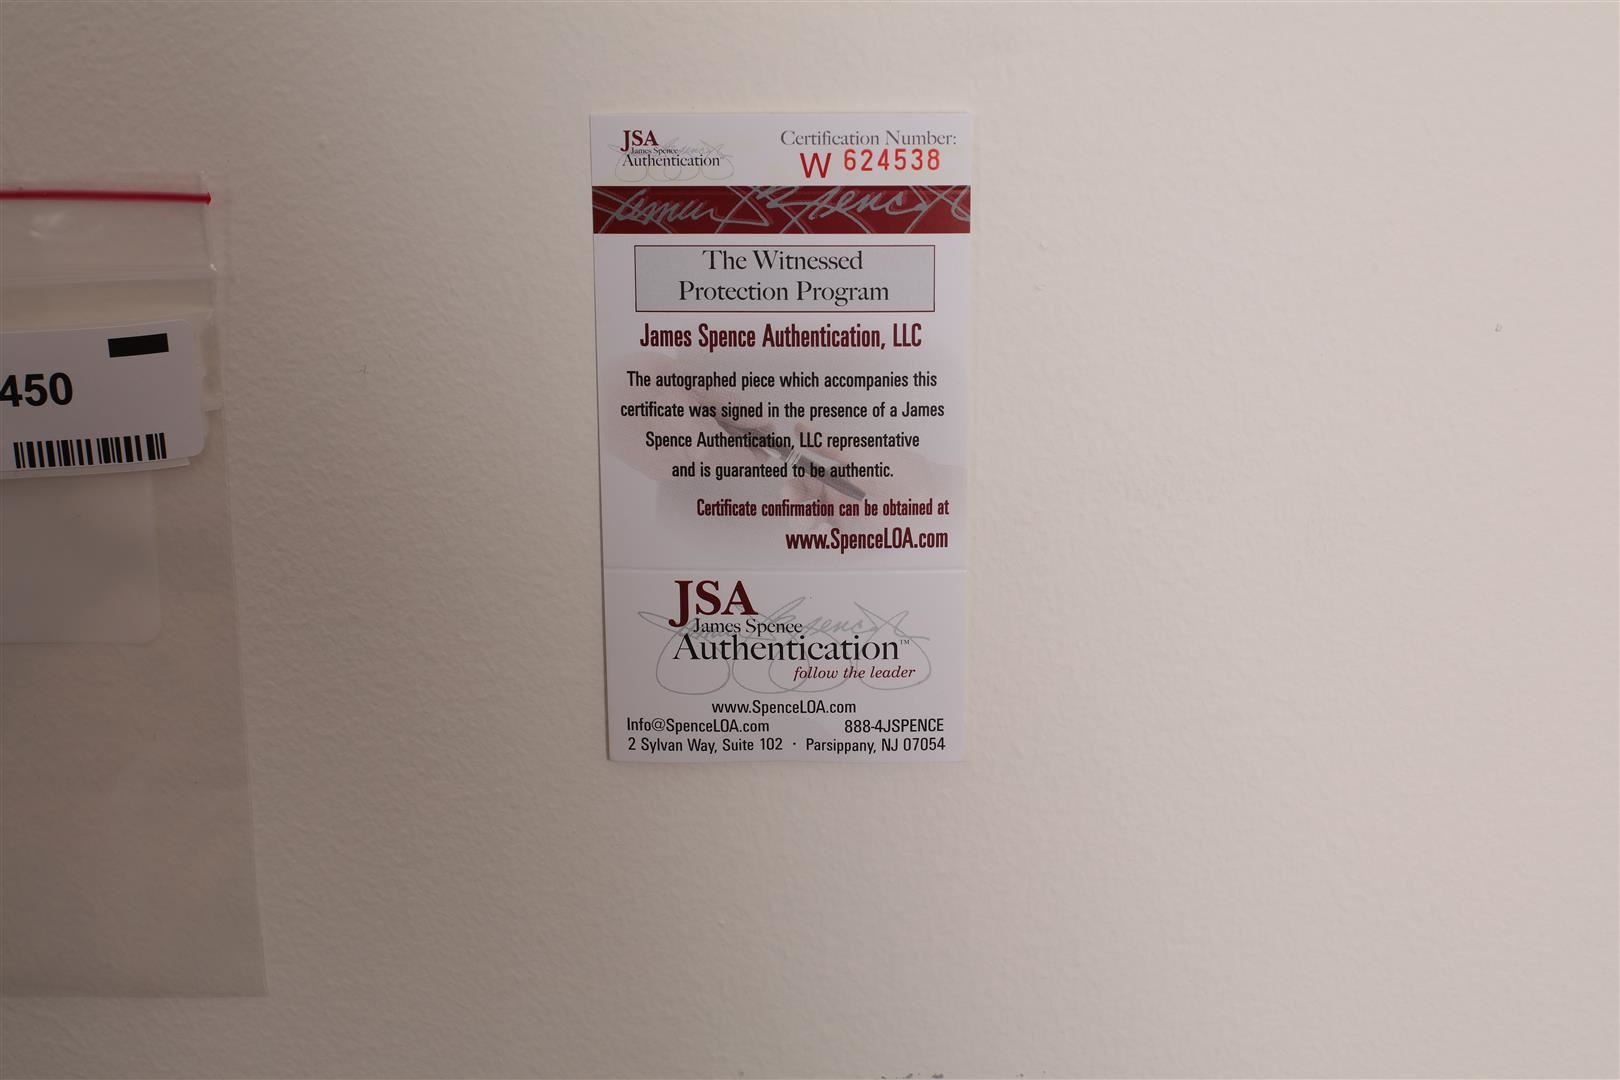 JSA
James Spence
Authentication
Certification Number:
W 624538
The Witnessed
Protection Program
James Spence Authentication, LLC
The autographed piece which accompanies this
certificate was signed in the presence of a James
Spence Authentication, LLC representative
and is guaranteed to be authentic.
Certificate confirmation can be obtained at
www.SpenceLOA.com
JSA
James Spence
Authentication™
follow the leader
www.SpenceLOA.com
Info@SpenceLOA.com 888-4JSPENCE
2 Sylvan Way, Suite 102 · Parsippany, NJ 07054
450